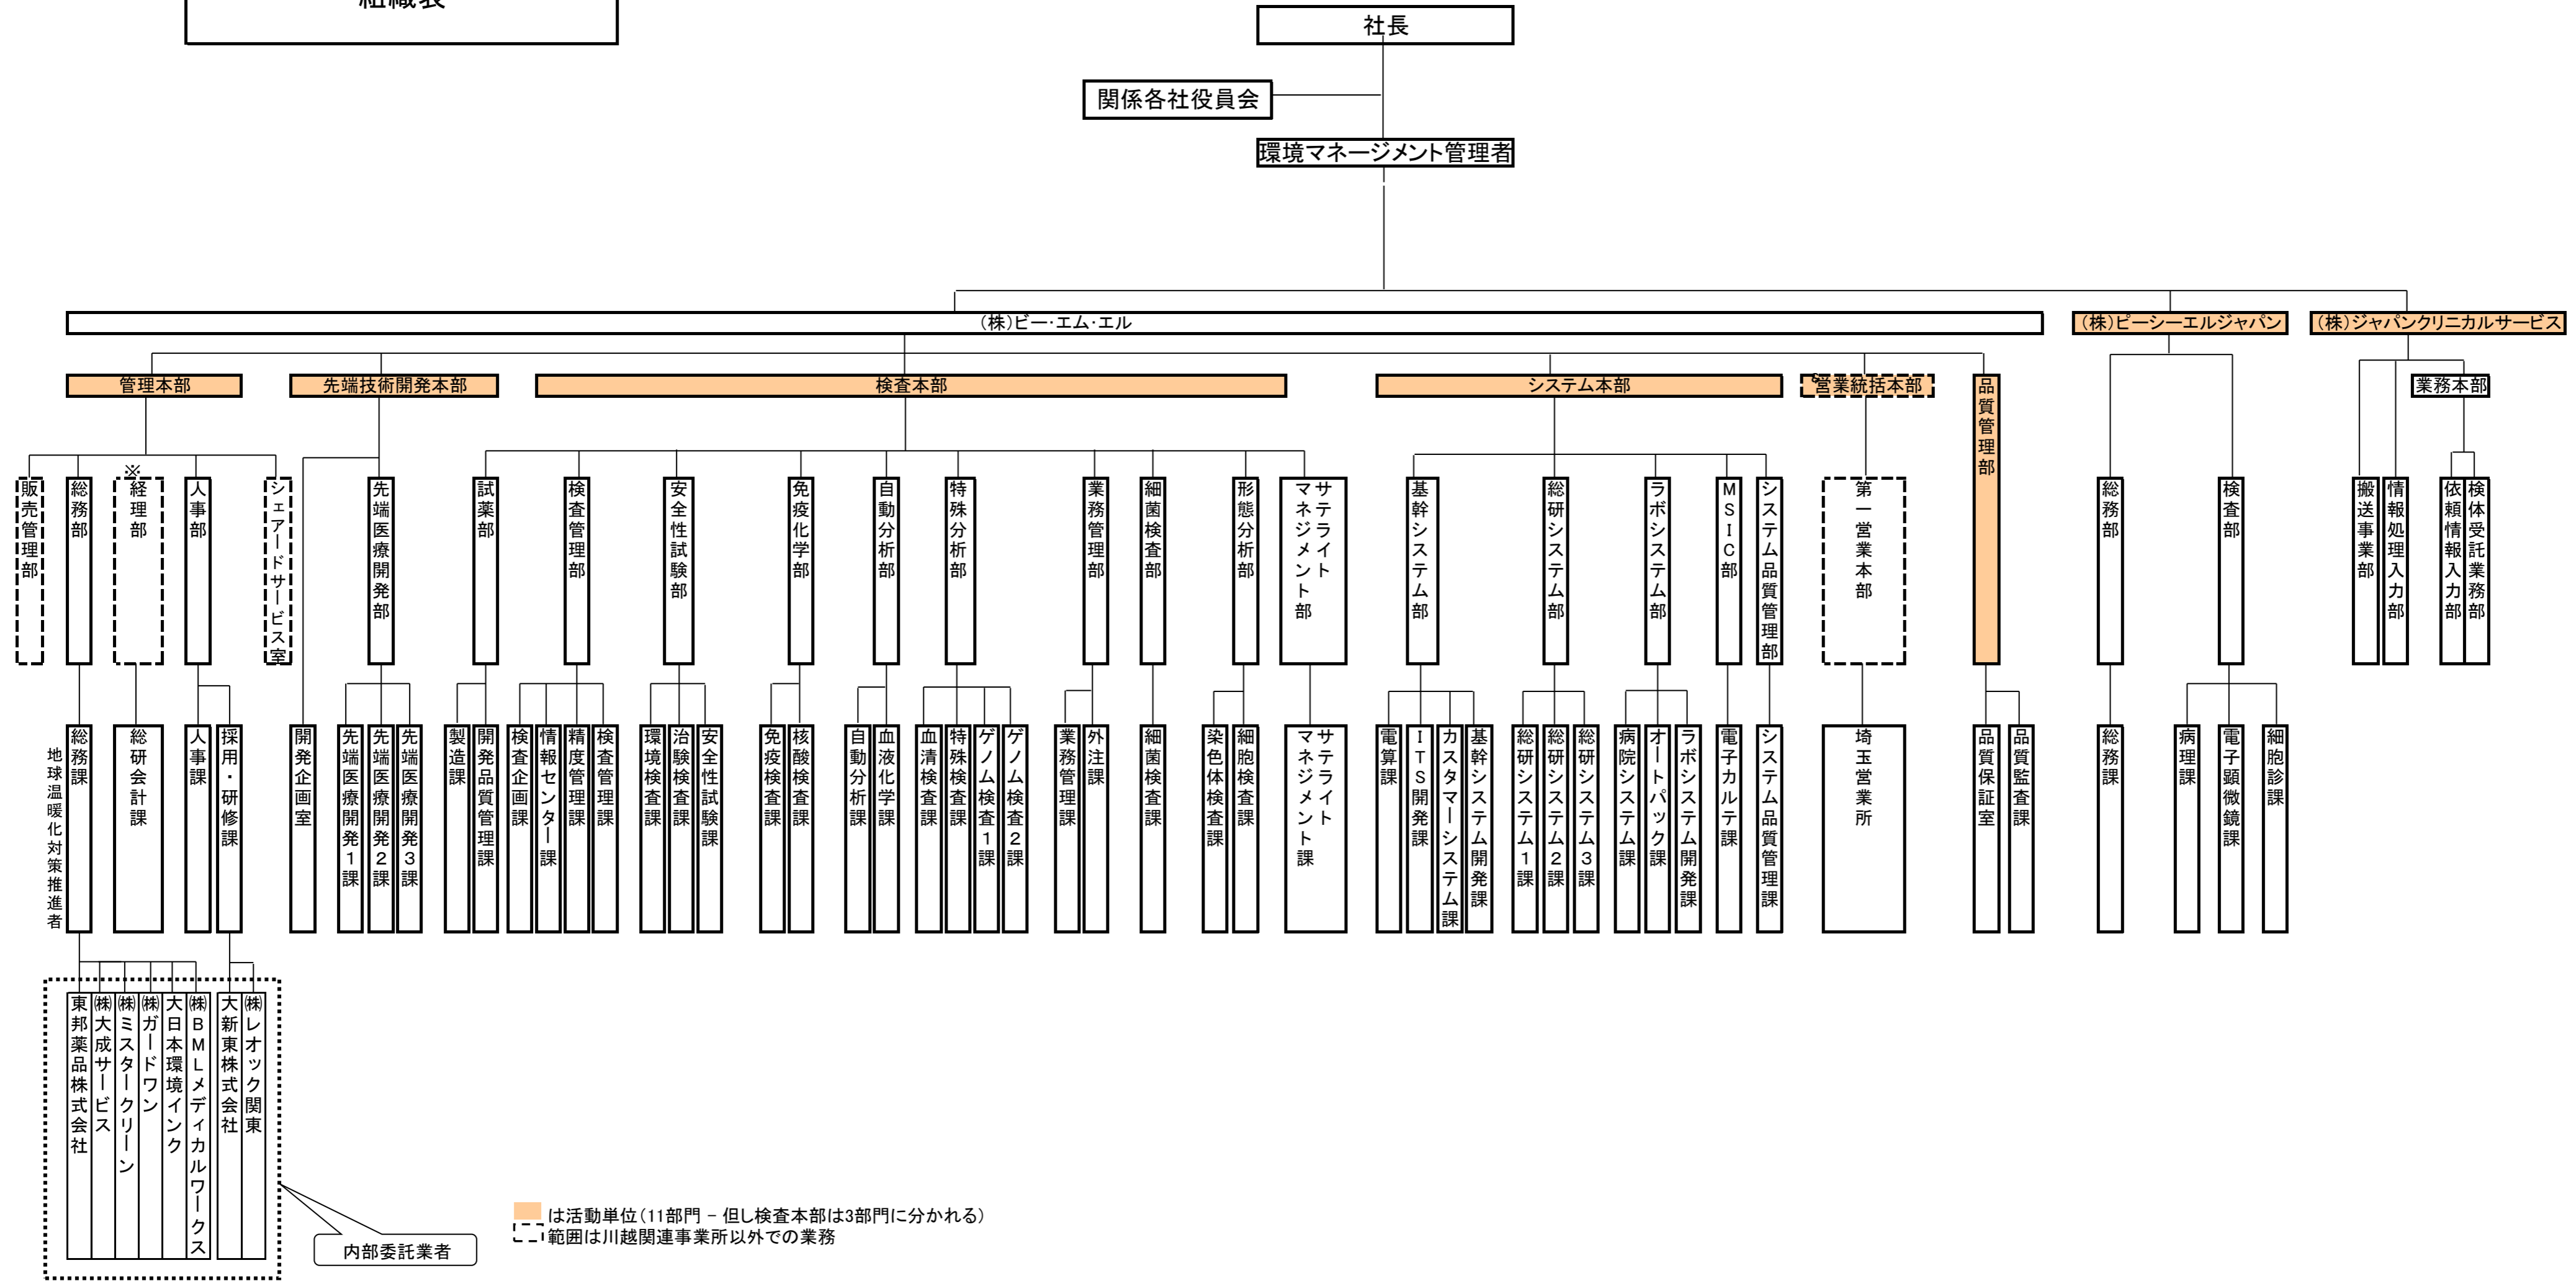 組織表
社長
関係各社役員会
環境マネージメント管理者
(株)ビー・エム・エル
(株)ピーシーエルジャパン
(株)ジャパンクリニカルサービス
管理本部
先端技術開発本部
検査本部
システム本部
営業統括本部
品質管理部
業務本部
※
販売管理部
総務部
経理部
人事部
シェアードサービス室
先端医療開発部
試薬部
検査管理部
安全性試験部
免疫化学部
自動分析部
特殊分析部
業務管理部
細菌検査部
形態分析部
サテライト
マネジメント部
基幹システム部
総研システム部
ラボシステム部
MSIC部
システム品質管理部
第一営業本部
総務部
検査部
搬送事業部
情報処理入力部
依頼情報入力部
検体受託業務部
地球温暖化対策推進者
総務課
総研会計課
人事課
採用・研修課
開発企画室
先端医療開発1課
先端医療開発2課
先端医療開発3課
製造課
開発品質管理課
検査企画課
情報センター課
精度管理課
検査管理課
環境検査課
治験検査課
安全性試験課
免疫検査課
核酸検査課
自動分析課
血液化学課
血清検査課
特殊検査課
ゲノム検査1課
ゲノム検査2課
業務管理課
外注課
細菌検査課
染色体検査課
細胞検査課
サテライト
マネジメント課
電算課
ITS開発課
カスタマーシステム課
基幹システム開発課
総研システム1課
総研システム2課
総研システム3課
病院システム課
オートパック課
ラボシステム開発課
電子カルテ課
システム品質管理課
埼玉営業所
品質保証室
品質監査課
総務課
病理課
電子顕微鏡課
細胞診課
東邦薬品株式会社
㈱大成サービス
㈱ミスタークリーン
㈱ガードワン
大日本環境インク
㈱BMLメディカルワークス
大新東株式会社
㈱レオック関東
内部委託業者
は活動単位(11部門 − 但し検査本部は3部門に分かれる)
範囲は川越関連事業所以外での業務